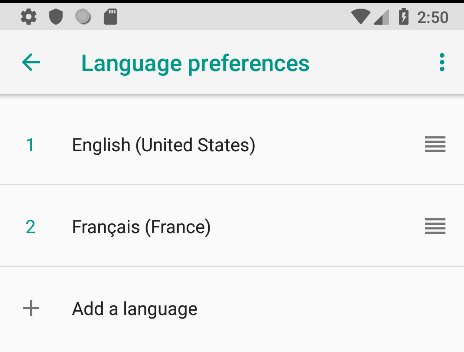 2:50
Language preferences
1 English (United States)
2 Français (France)
Add a language